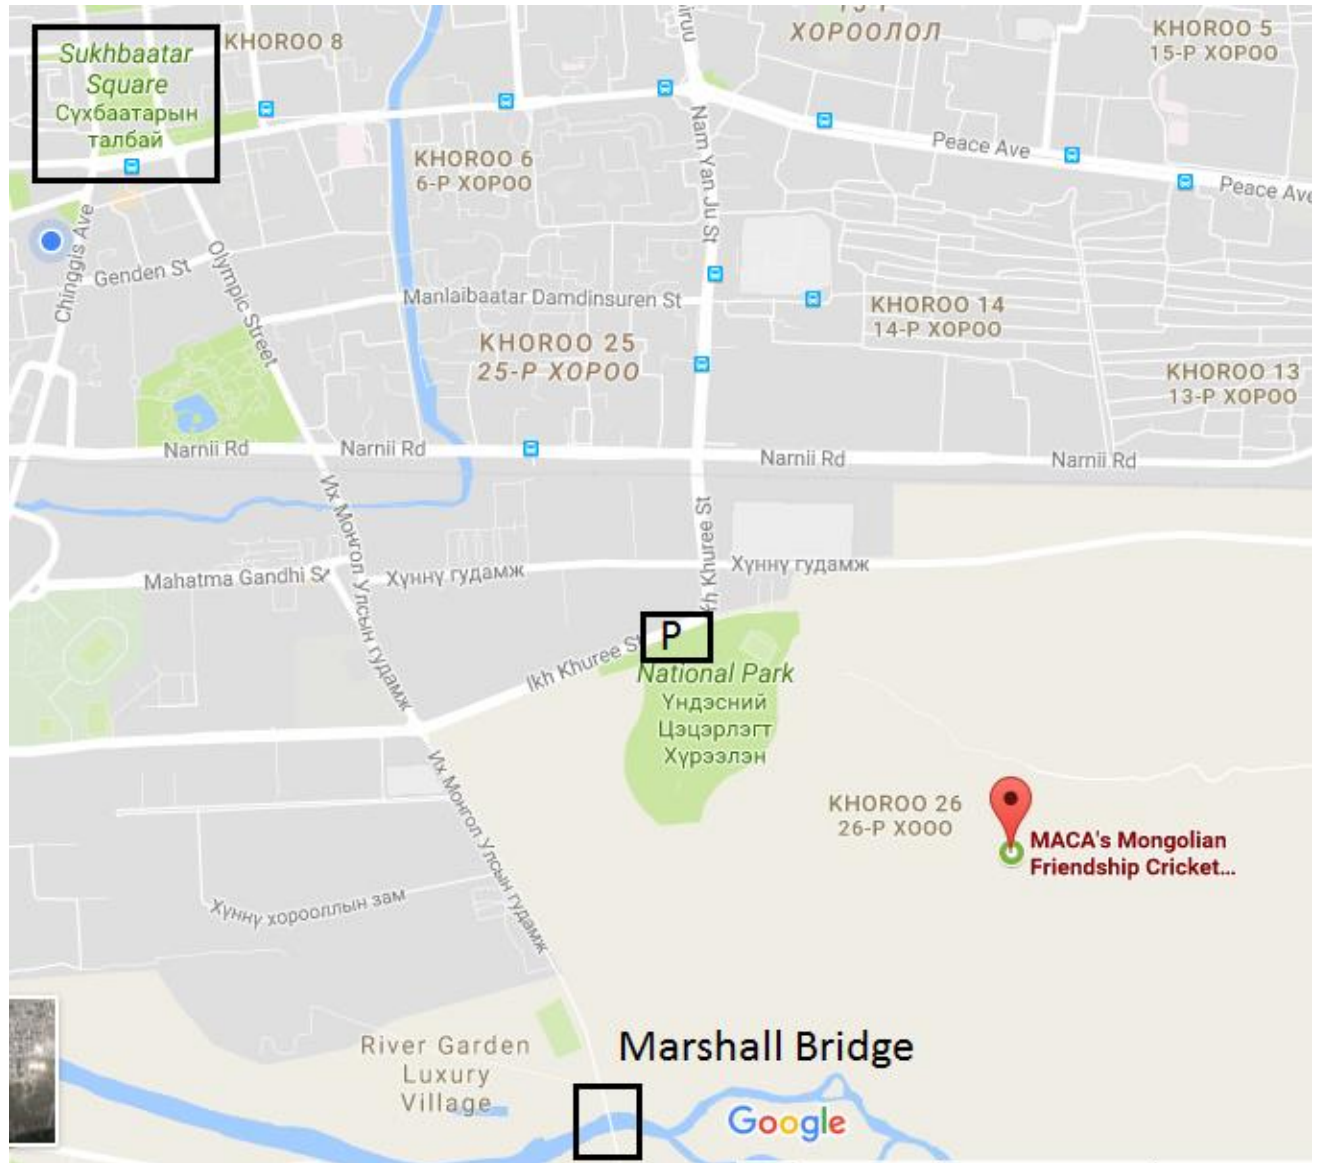 Sukhbaatar
Square
Сүхбаатарын
талбай
KHOROO 8
ХОРООЛОЛ
KHOROO 5
15-Р ХОРОО
KHOROO 6
6-Р ХОРОО
Nam Yan Ju St
Peace Ave
Peace Ave
Chinggis Ave
Genden St
Olympic Street
Manlaibaatar Damdinsuren St
KHOROO 14
14-Р ХОРОО
KHOROO 25
25-Р ХОРОО
KHOROO 13
13-Р ХОРОО
Narnii Rd
Narnii Rd
Narnii Rd
Narnii Rd
Их Монгол Улсын гудамж
Ikh Khuree St
Mahatma Gandhi St
Хүннү гудамж
Хүннү гудамж
P
Ikh Khuree St
National Park
Үндэсний
Цэцэрлэгт
Хүрээлэн
Их Монгол Улсын гудамж
KHOROO 26
26-Р ХООО
MACA's Mongolian
Friendship Cricket...
Хүннү хорооллын зам
River Garden
Luxury
Village
Marshall Bridge
Google